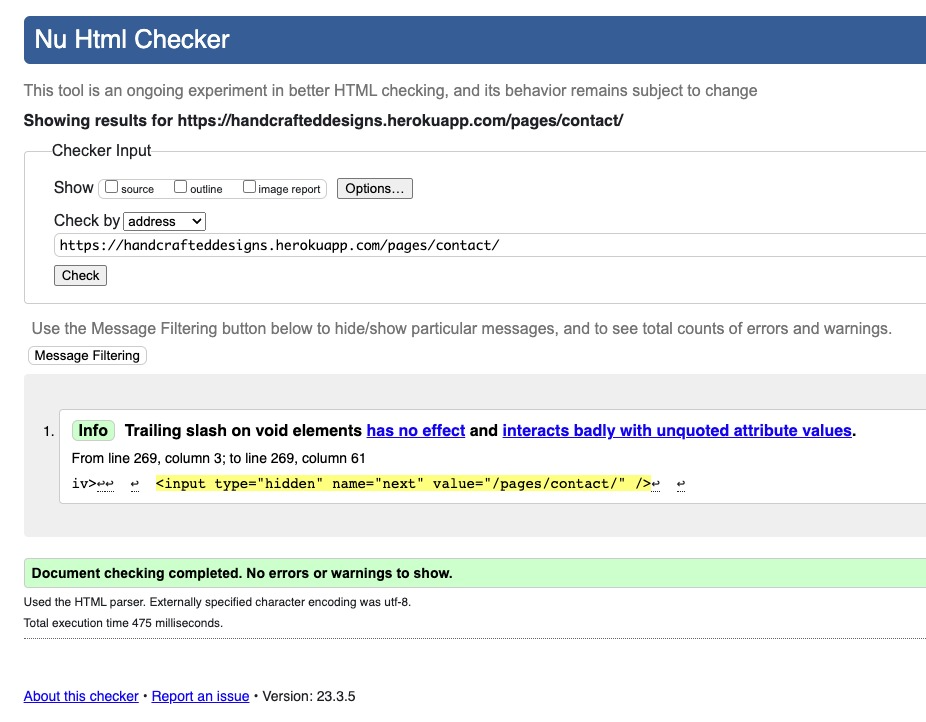 Nu Html Checker
This tool is an ongoing experiment in better HTML checking, and its behavior remains subject to change
Showing results for https://handcrafteddesigns.herokuapp.com/pages/contact/
Checker Input
Show source outline image report Options...
Check by address
https://handcrafteddesigns.herokuapp.com/pages/contact/
Check
Use the Message Filtering button below to hide/show particular messages, and to see total counts of errors and warnings.
Message Filtering
1. Info Trailing slash on void elements has no effect and interacts badly with unquoted attribute values.
From line 269, column 3; to line 269, column 61
iv>↩↩ ↩ <input type="hidden" name="next" value="/pages/contact/" />↩ ↩
Document checking completed. No errors or warnings to show.
Used the HTML parser. Externally specified character encoding was utf-8.
Total execution time 475 milliseconds.
About this checker • Report an issue • Version: 23.3.5